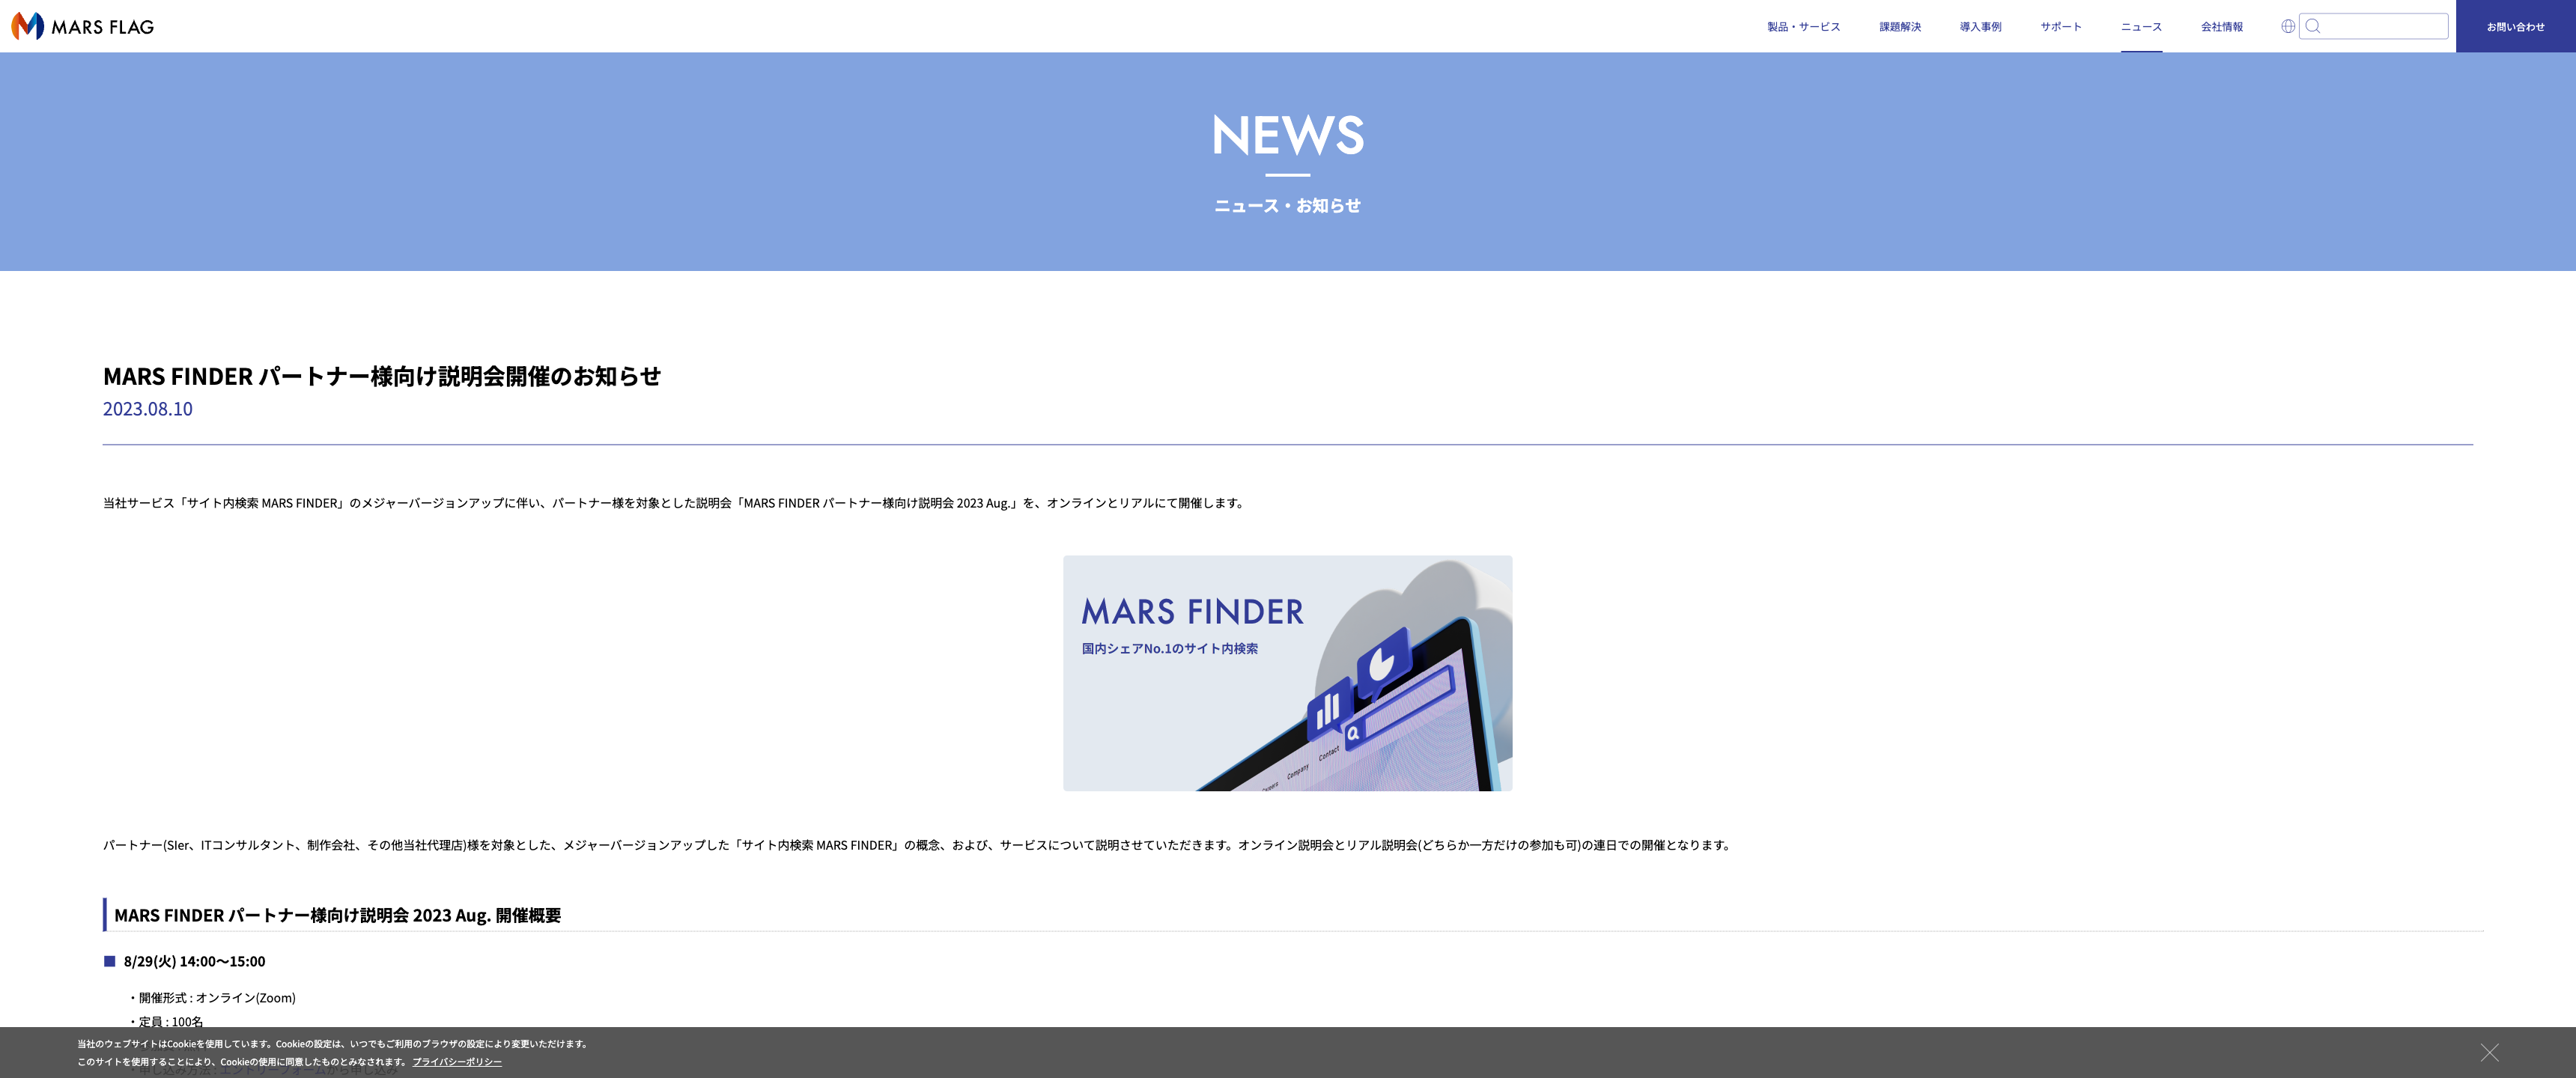 MARS FLAG
製品・サービス
課題解決
導入事例
サポート
ニュース
会社情報
お問い合わせ
NEWS
ニュース・お知らせ
MARS FINDER パートナー様向け説明会開催のお知らせ
2023.08.10
当社サービス「サイト内検索 MARS FINDER」のメジャーバージョンアップに伴い、パートナー様を対象とした説明会「MARS FINDER パートナー様向け説明会 2023 Aug.」を、オンラインとリアルにて開催します。
MARS FINDER
国内シェアNo.1のサイト内検索
Careers
Company
Contact
パートナー(SIer、ITコンサルタント、制作会社、その他当社代理店)様を対象とした、メジャーバージョンアップした「サイト内検索 MARS FINDER」の概念、および、サービスについて説明させていただきます。オンライン説明会とリアル説明会(どちらか一方だけの参加も可)の連日での開催となります。
MARS FINDER パートナー様向け説明会 2023 Aug. 開催概要
■ 8/29(火) 14:00〜15:00
・開催形式 : オンライン(Zoom)
・定員 : 100名
当社のウェブサイトはCookieを使用しています。Cookieの設定は、いつでもご利用のブラウザの設定により変更いただけます。
このサイトを使用することにより、Cookieの使用に同意したものとみなされます。 プライバシーポリシー
・申し込み方法 : エントリーフォームから申し込み